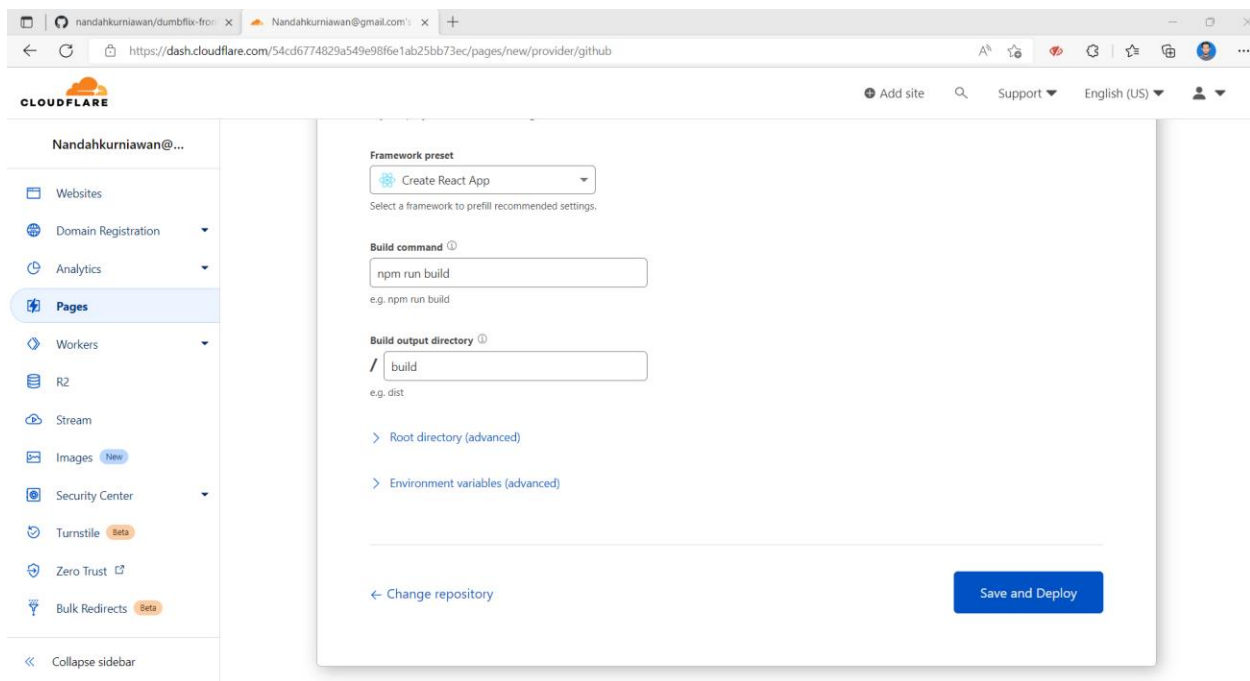 nandahkurniawan/dumbflix-fron
Nandahkurniawan@gmail.com's
https://dash.cloudflare.com/54cd6774829a549e98f6e1ab25bb73ec/pages/new/provider/github
CLOUDFLARE
Add site
Support
English (US)
Nandahkurniawan@...
Websites
Domain Registration
Analytics
Pages
Workers
R2
Stream
Images New
Security Center
Turnstile Beta
Zero Trust
Bulk Redirects Beta
Collapse sidebar
Framework preset
Create React App
Select a framework to prefill recommended settings.
Build command
npm run build
e.g. npm run build
Build output directory
/ build
e.g. dist
Root directory (advanced)
Environment variables (advanced)
← Change repository
Save and Deploy